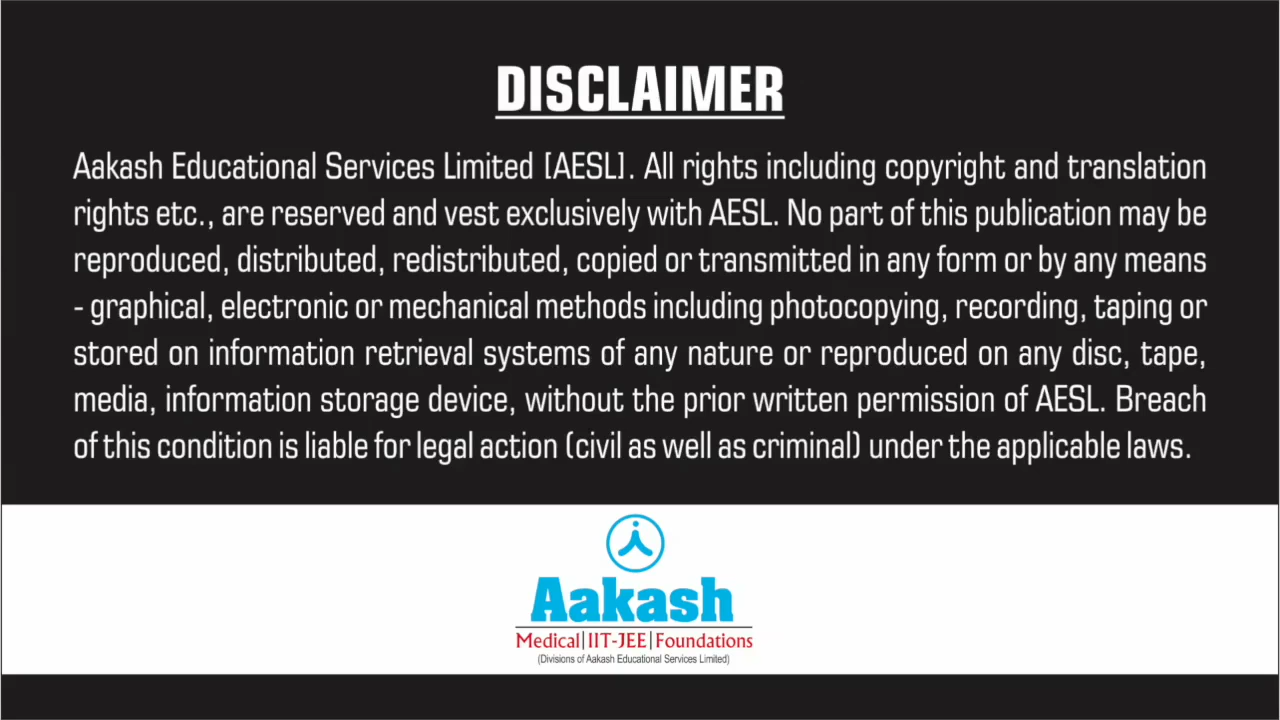 DISCLAIMER
Aakash Educational Services Limited [AESL]. All rights including copyright and translation
rights etc., are reserved and vest exclusively with AESL. No part of this publication may be
reproduced, distributed, redistributed, copied or transmitted in any form or by any means
- graphical, electronic or mechanical methods including photocopying, recording, taping or
stored on information retrieval systems of any nature or reproduced on any disc, tape,
media, information storage device, without the prior written permission of AESL. Breach
of this condition is liable for legal action (civil as well as criminal) under the applicable laws.
Aakash
Medical|IIT-JEE|Foundations
(Divisions of Aakash Educational Services Limited)